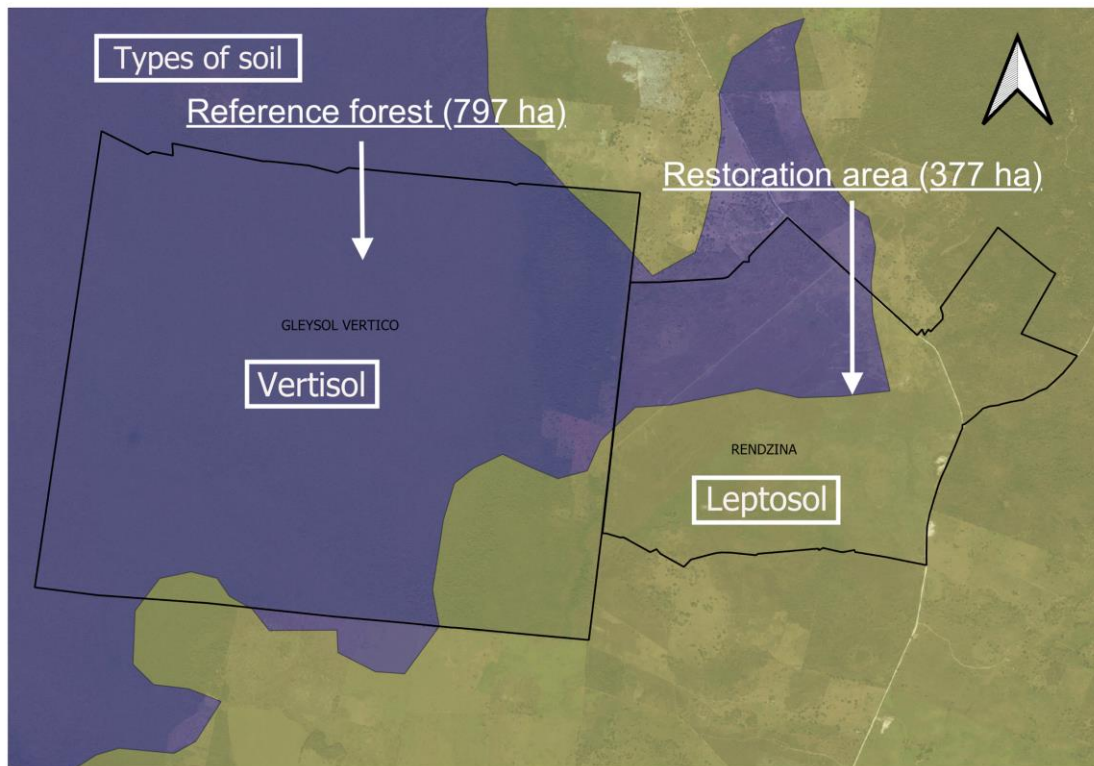 Types of soil
Reference forest (797 ha)
Restoration area (377 ha)
GLEYSOL VERTICO
Vertisol
RENDZINA
Leptosol